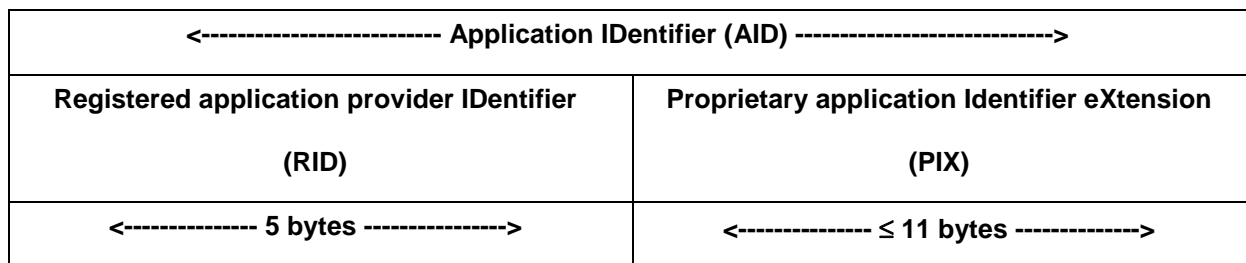 <--------------------------- Application IDentifier (AID) ---------------------------->
Registered application provider IDentifier
(RID)
Proprietary application Identifier eXtension
(PIX)
<--------------- 5 bytes ---------------->
<--------------- ≤ 11 bytes -------------->